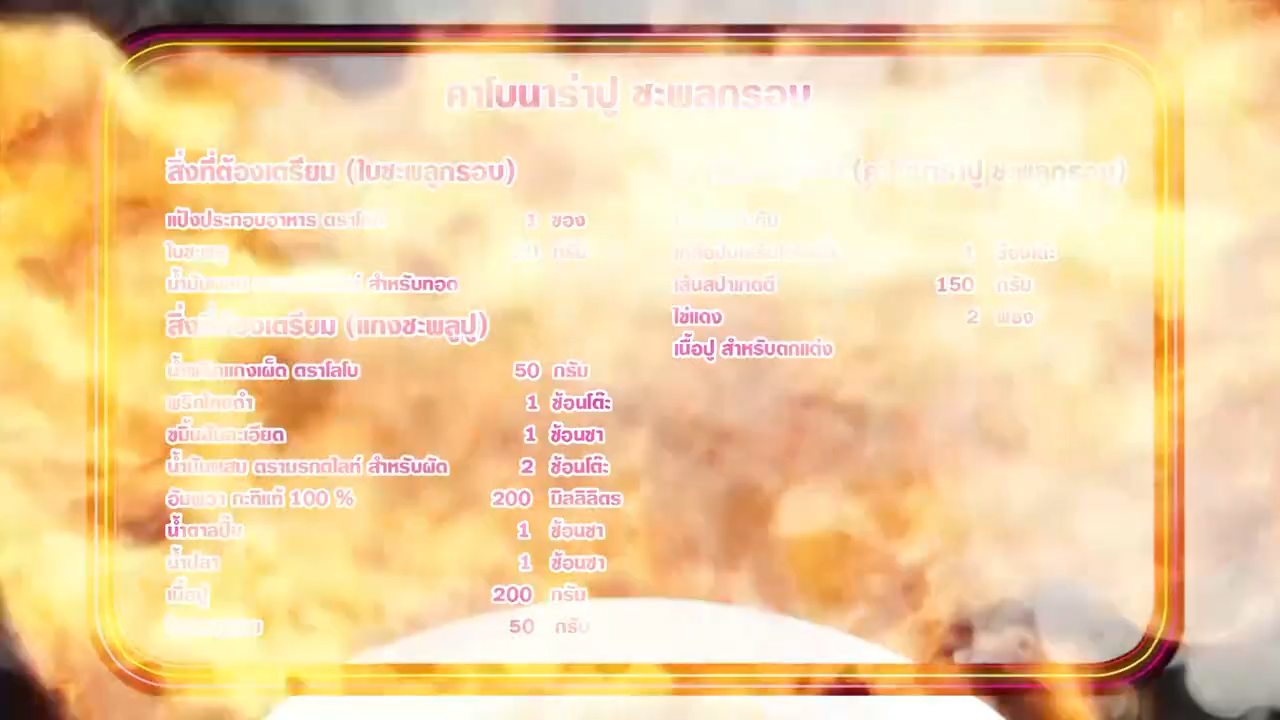 คาโบนาร่าปู ชะพลูกรอบ
สิ่งที่ต้องเตรียม (ใบชะพลูกรอบ)
แป้งประกอบอาหาร ตราโลโบ 1 ซอง
ใบชะพลู กรัม
น้ำมันผสม สำหรับทอด
สิ่งที่ต้องเตรียม (แกงชะพลูปู)
น้ำพริกแกงเผ็ด ตราโลโบ 50 กรัม
พริกไทยดำ 1 ช้อนโต๊ะ
ขมิ้นผงละเอียด 1 ช้อนชา
น้ำมันผสม ตรามรกตไลท์ สำหรับผัด 2 ช้อนโต๊ะ
อัมพวา กะทิแท้ 100 % 200 มิลลิลิตร
น้ำตาลปี๊บ 1 ช้อนชา
น้ำปลา 1 ช้อนชา
เนื้อปู 200 กรัม
50 กรัม
(คาโบนาร่าปู ชะพลูกรอบ)
1 ช้อนโต๊ะ
เส้นสปาเกตตี 150 กรัม
ไข่แดง 2 ฟอง
เนื้อปู สำหรับตกแต่ง